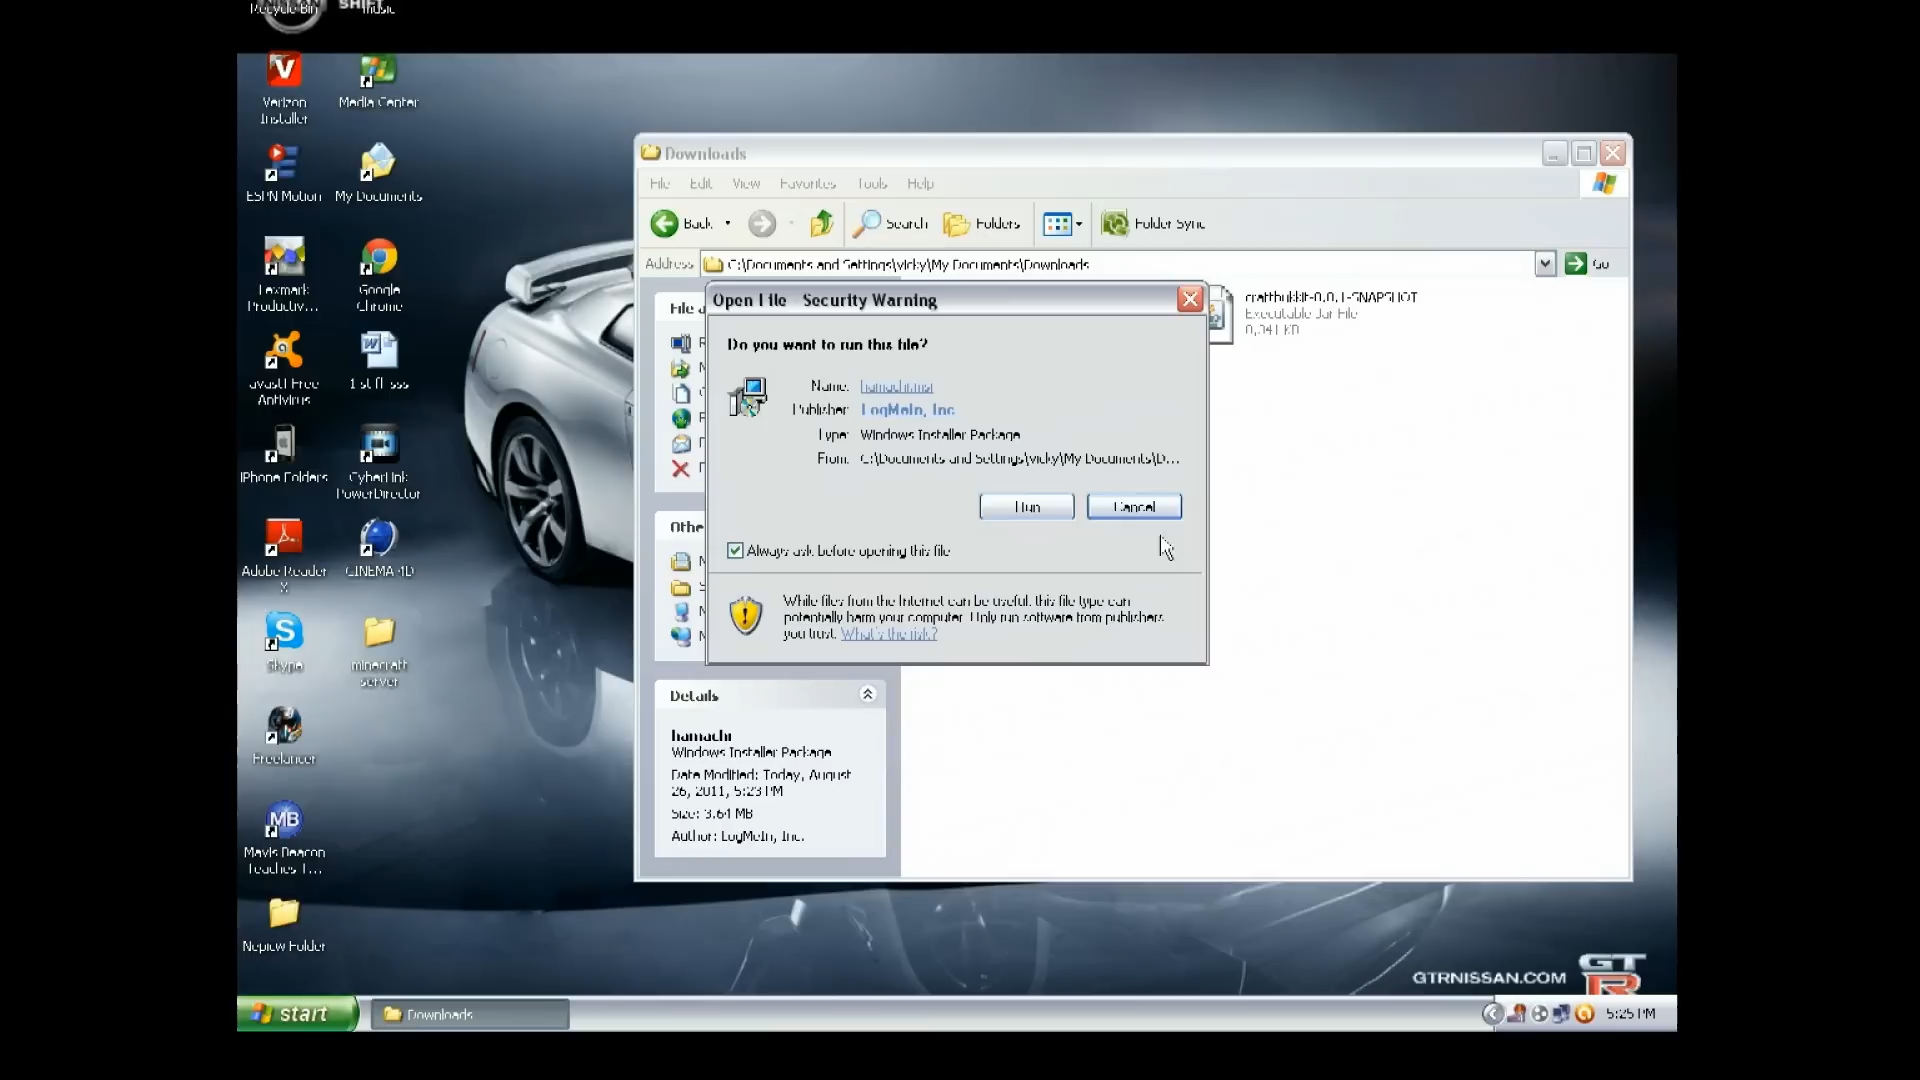 Recycle Bin
SHIFT
music
Verizon
Installer
Media Center
ESPN Motion
My Documents
Lexmark
Productiv...
Google
Chrome
avast! Free
Antivirus
iPhone Folders
CyberLink
PowerDirector
Adobe Reader
X
CINEMA 4D
Skype
minecraft
server
Freelancer
Mavis Beacon
Teaches T...
Downloads
File Edit View Favorites Tools Help
Back Search Folders Folder Sync
Address C:\Documents and Settings\vicky\My Documents\Downloads Go
File
craftbukkit-0.0.1-SNAPSHOT
Executable Jar File
Open File Security Warning
Do you want to run this file?
Name: hamachi.msi
Publisher: LogMeIn, Inc.
Type: Windows Installer Package
From: C:\Documents and Settings\vicky\My Documents\D...
Run Cancel
Always ask before opening this file
While files from the Internet can be useful, this file type can
potentially harm your computer. Only run software from publishers
you trust. What's the risk?
Othe
Details
hamachi
Windows Installer Package
Date Modified: Today, August
26, 2011, 5:23 PM
Size: 3.64 MB
Author: LogMeIn, Inc.
Folder
GTRNISSAN.COM
GT
R
start
Downloads
5:25 PM